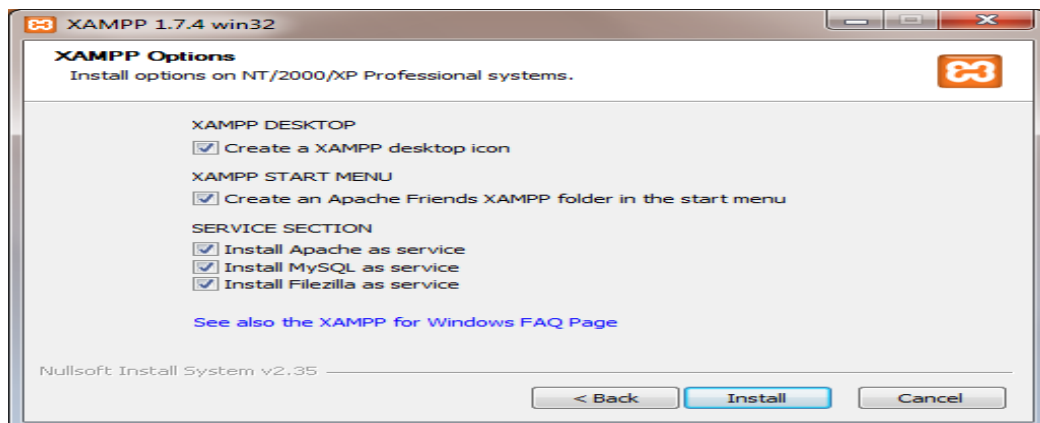 XAMPP 1.7.4 win32
XAMPP Options
Install options on NT/2000/XP Professional systems.
XAMPP DESKTOP
Create a XAMPP desktop icon
XAMPP START MENU
Create an Apache Friends XAMPP folder in the start menu
SERVICE SECTION
Install Apache as service
Install MySQL as service
Install Filezilla as service
See also the XAMPP for Windows FAQ Page
Nullsoft Install System v2.35
< Back Install Cancel